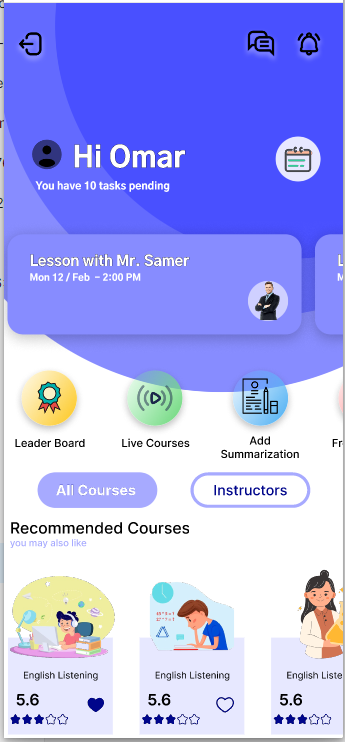 Hi Omar
You have 10 tasks pending
Lesson with Mr. Samer
Mon 12 / Feb – 2:00 PM
Leader Board
Live Courses
Add
Summarization
All Courses
Instructors
Recommended Courses
you may also like
English Listening
English Listening
English Liste
5.6
5.6
5.6